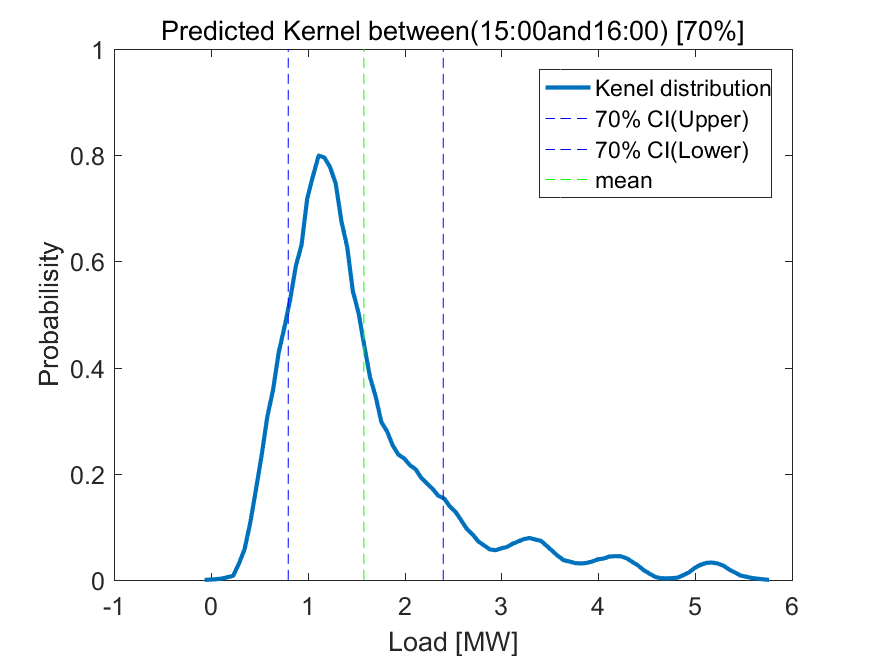 Predicted Kernel between(15:00and16:00) [70%]
1
0.8
0.6
0.4
0.2
0
Probabilisity
Kenel distribution
70% CI(Upper)
70% CI(Lower)
mean
-1 0 1 2 3 4 5 6
Load [MW]